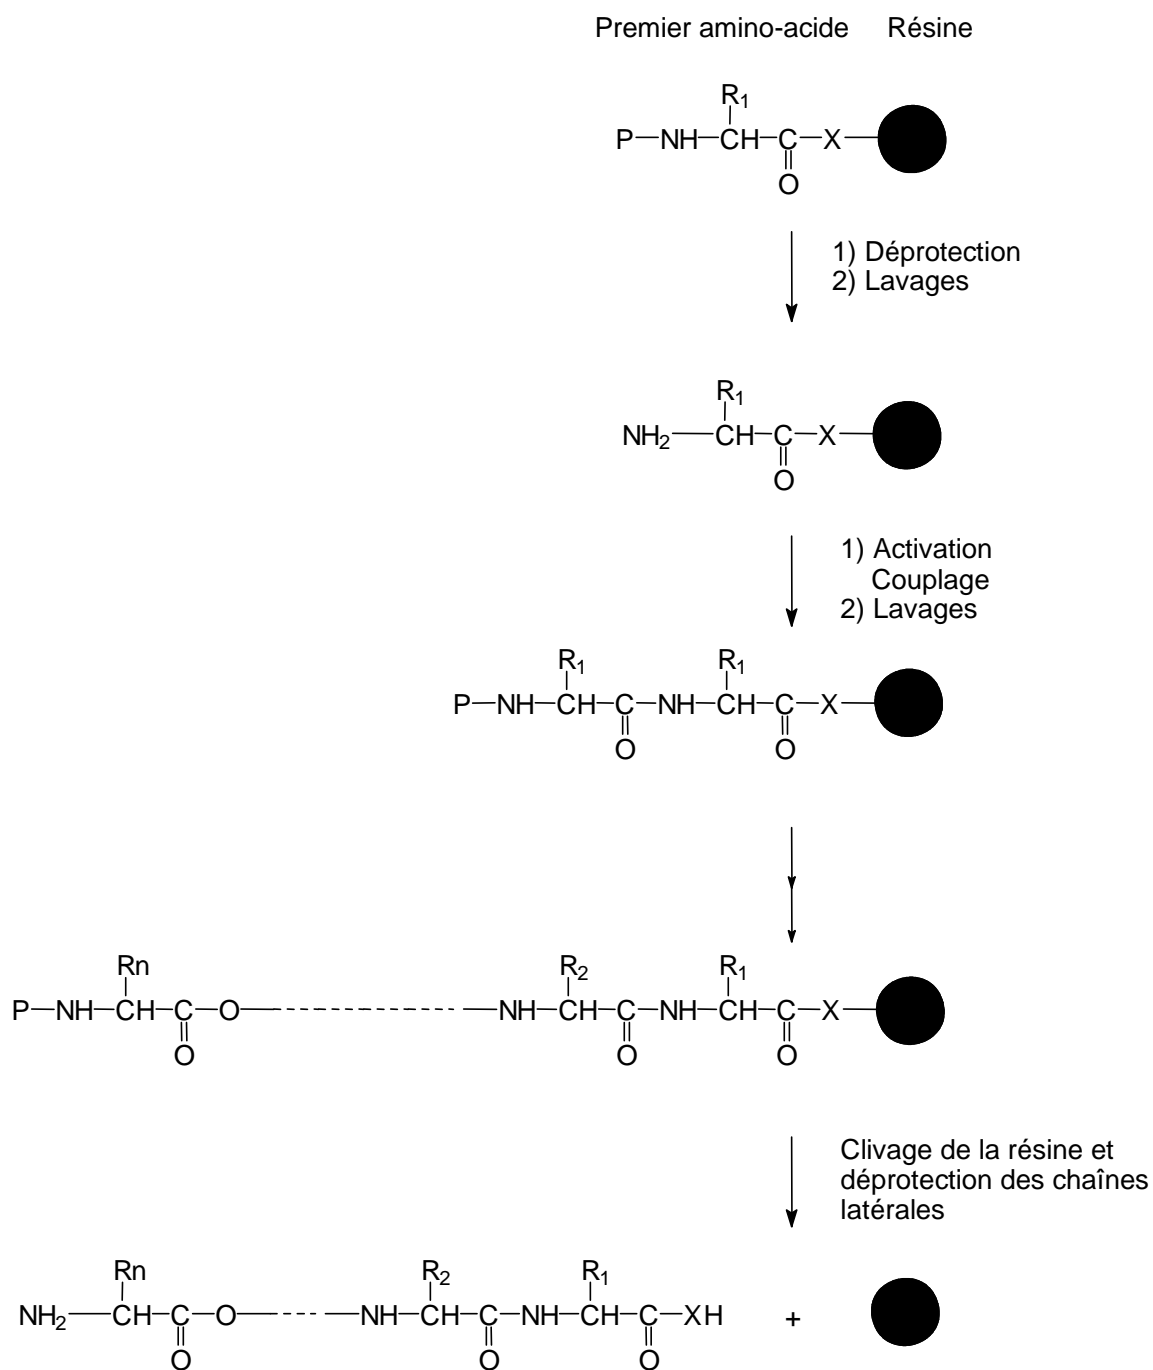 Premier amino-acide Résine
R1
P—NH—CH—C—X
O
1) Déprotection
2) Lavages
R1
NH2—CH—C—X
O
1) Activation
Couplage
2) Lavages
R1 R1
P—NH—CH—C—NH—CH—C—X
O O
Rn R2 R1
P—NH—CH—C—O—-----—NH—CH—C—NH—CH—C—X
O O O
Clivage de la résine et
déprotection des chaînes
latérales
Rn R2 R1
NH2—CH—C—O—---—NH—CH—C—NH—CH—C—XH +
O O O